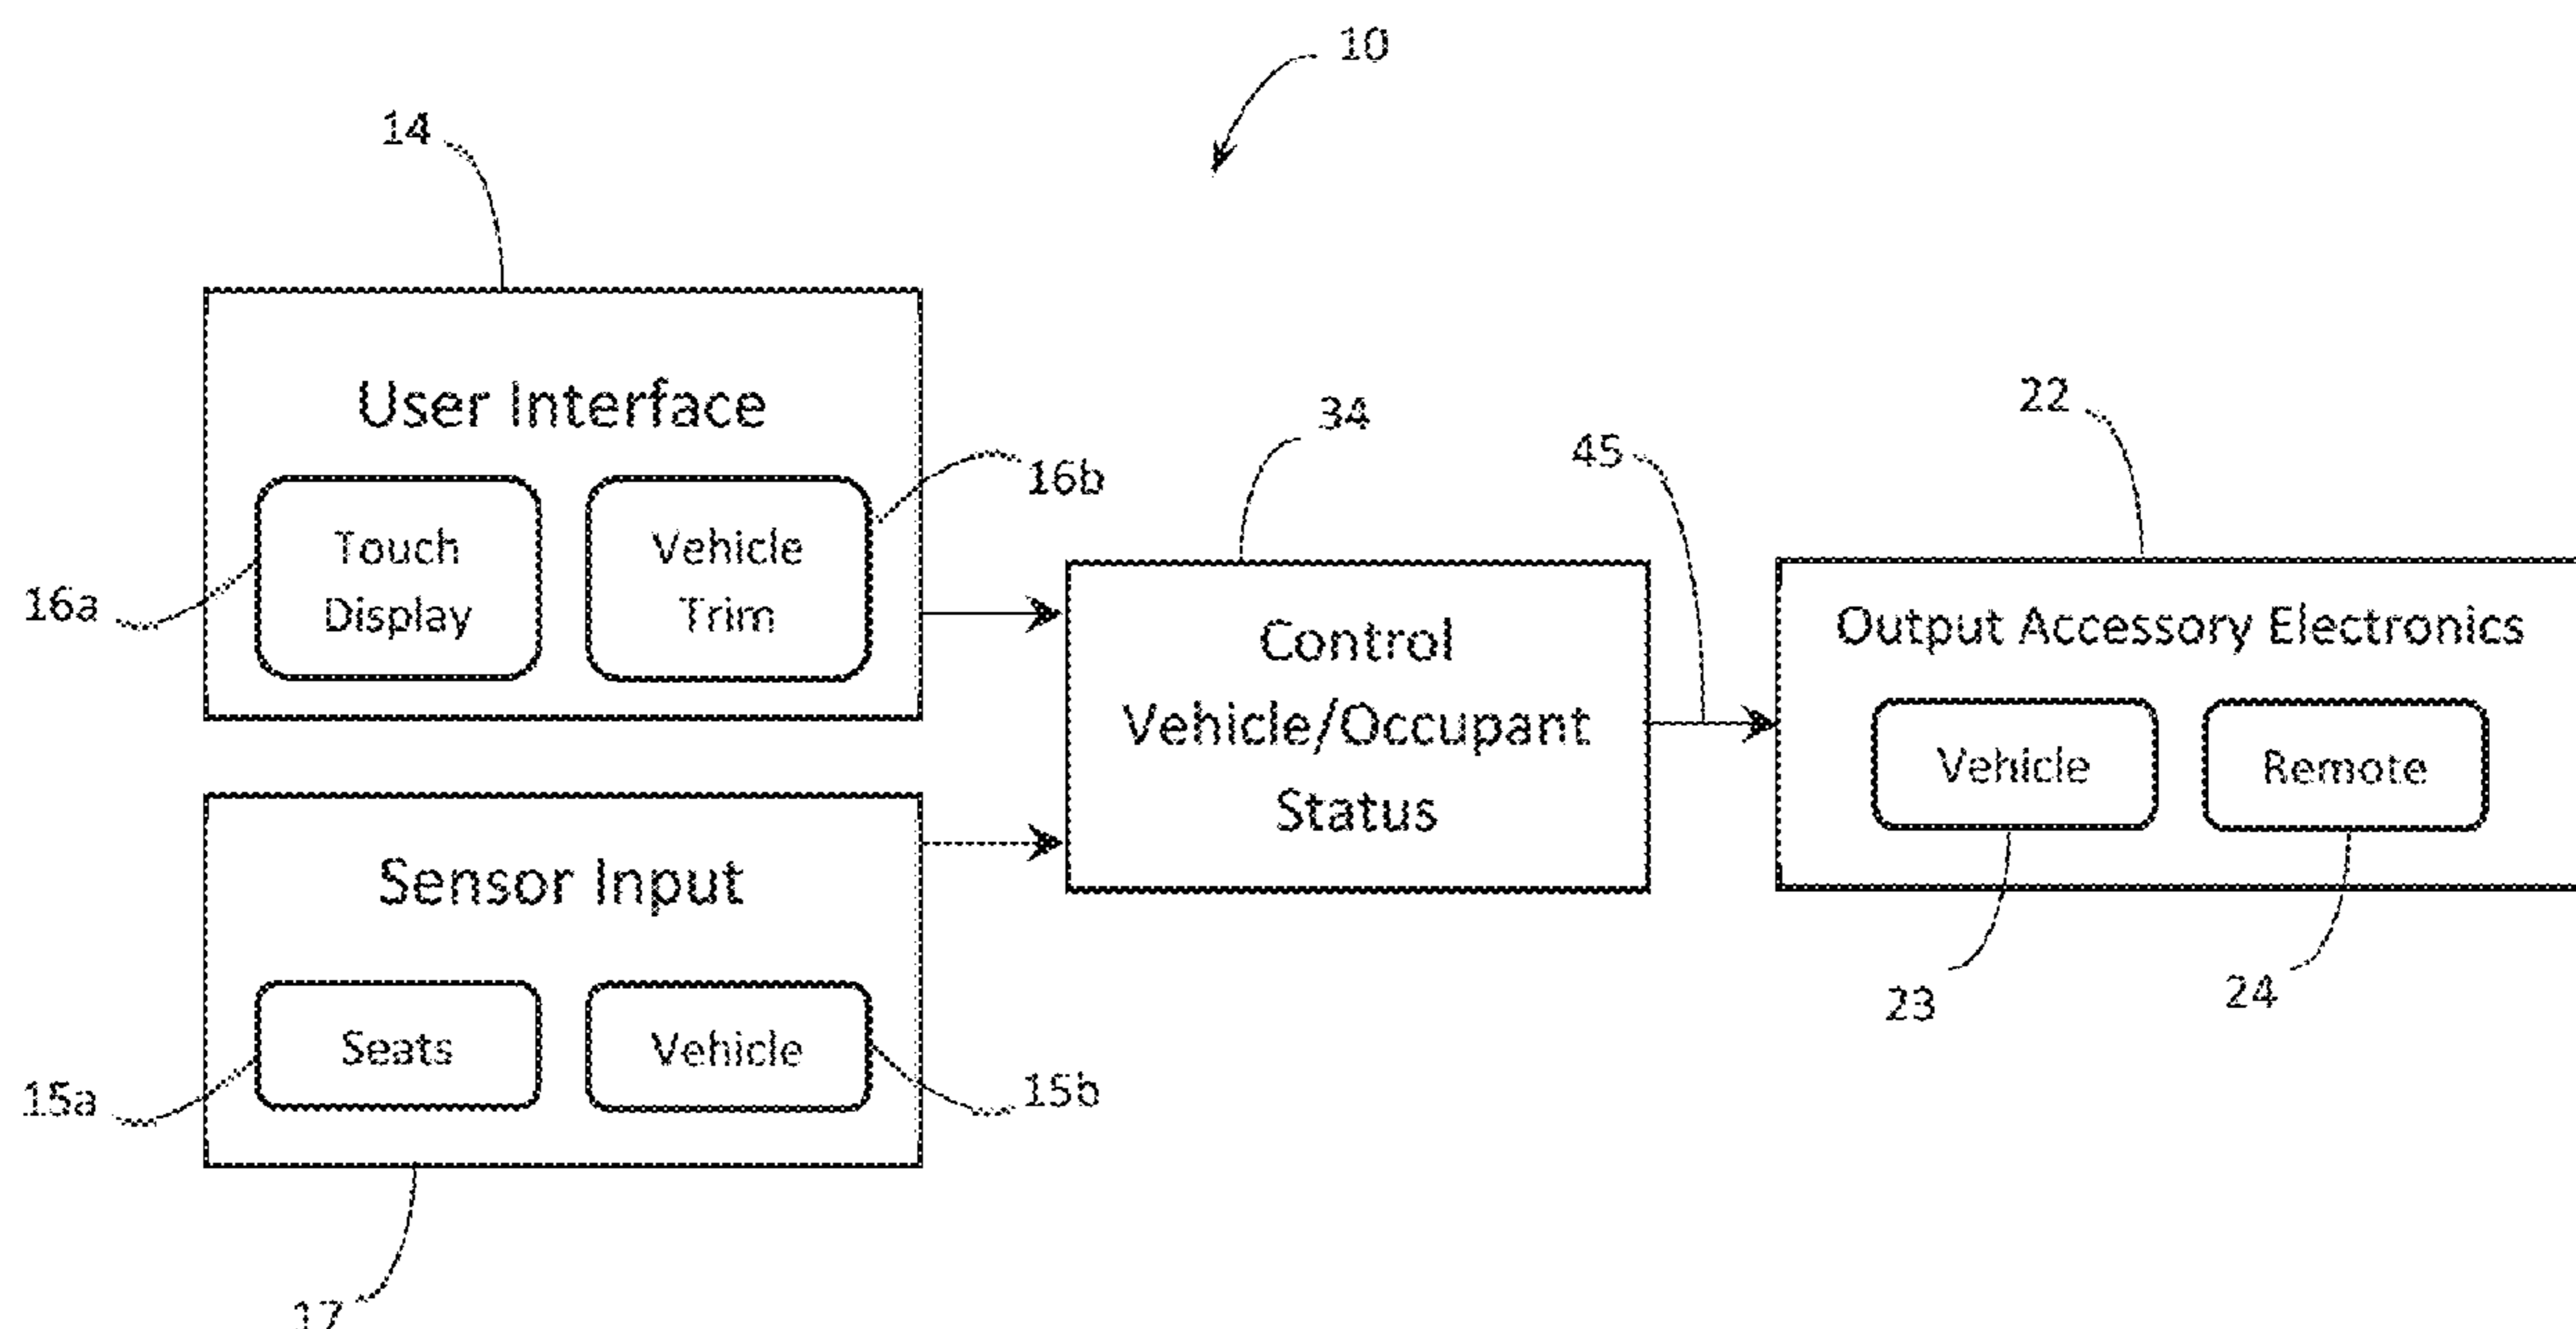 10
14
User Interface
16a
Touch
Display
Vehicle
Trim
16b
34
Control
Vehicle/Occupant
Status
45
22
Output Accessory Electronics
Vehicle
Remote
23
24
Sensor Input
15a
Seats
Vehicle
15b
17